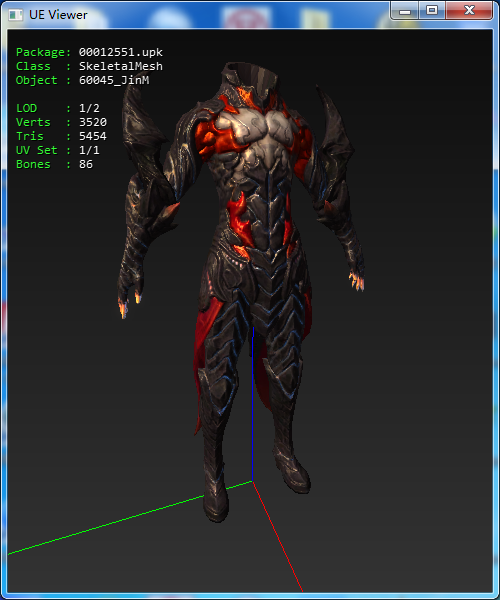 UE Viewer
Package: 00012551.upk
Class  : SkeletalMesh
Object : 60045_JinM
LOD    : 1/2
Verts  : 3520
Tris   : 5454
UV Set : 1/1
Bones  : 86